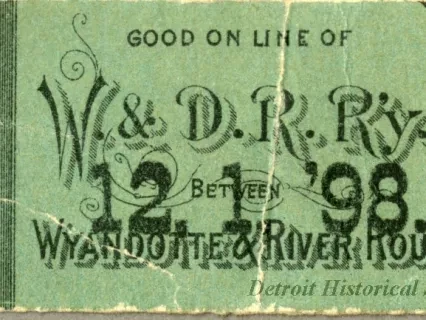 GOOD ON LINE OF
W. & D. R. R'y
BETWEEN
12. 1 '98.
WYANDOTTE & RIVER ROU
Detroit Historical